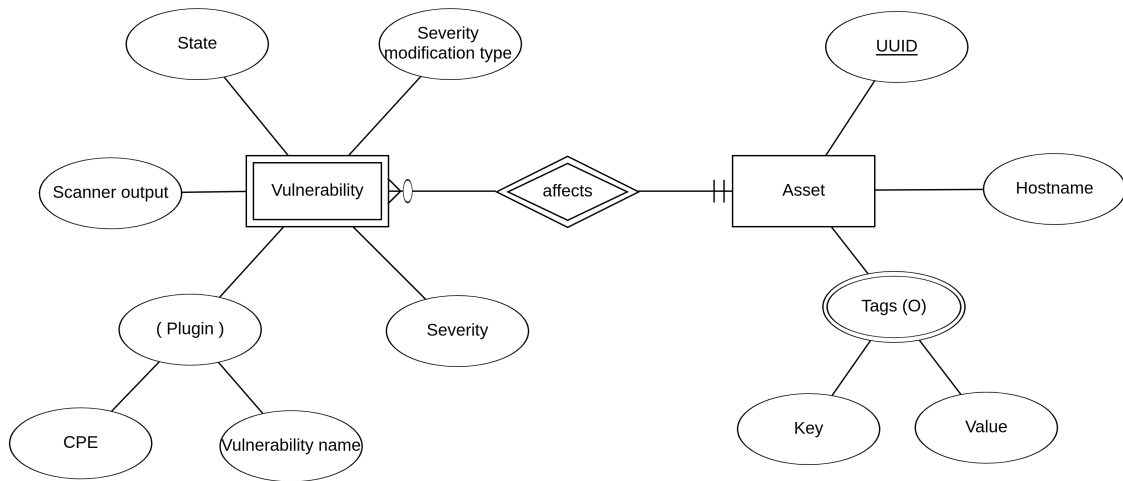 State
Severity
modification type
UUID
Scanner output
Vulnerability
affects
Asset
Hostname
( Plugin )
Severity
Tags (O)
CPE
Vulnerability name
Key
Value